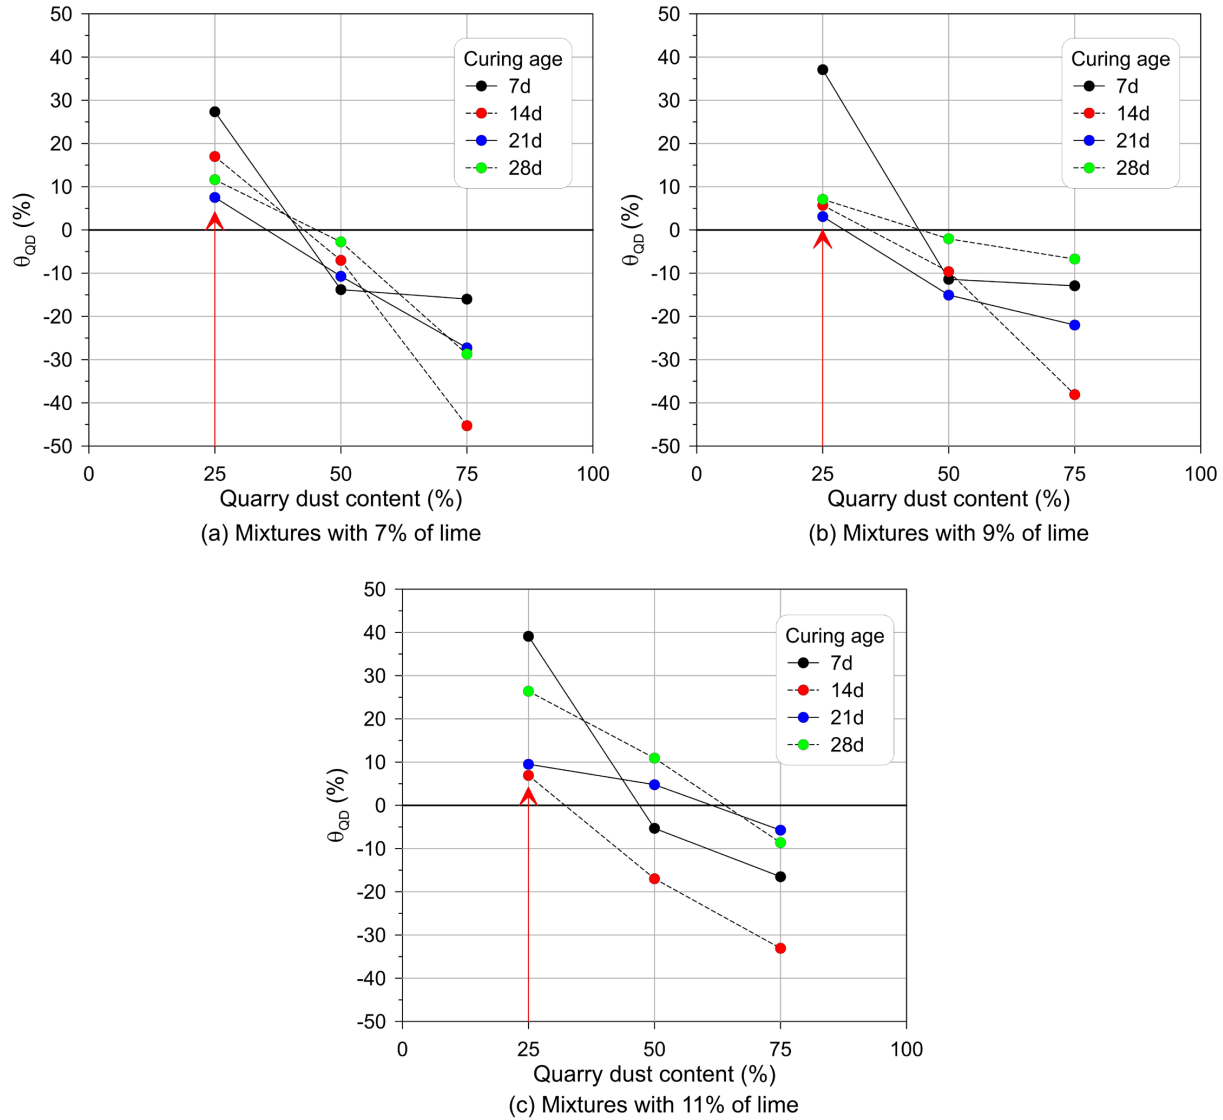 50
40
30
20
10
0
-10
-20
-30
-40
-50
θQD (%)
Curing age
7d
14d
21d
28d
0 25 50 75 100
Quarry dust content (%)
(a) Mixtures with 7% of lime
50
40
30
20
10
0
-10
-20
-30
-40
-50
θQD (%)
Curing age
7d
14d
21d
28d
0 25 50 75 100
Quarry dust content (%)
(b) Mixtures with 9% of lime
50
40
30
20
10
0
-10
-20
-30
-40
-50
θQD (%)
Curing age
7d
14d
21d
28d
0 25 50 75 100
Quarry dust content (%)
(c) Mixtures with 11% of lime